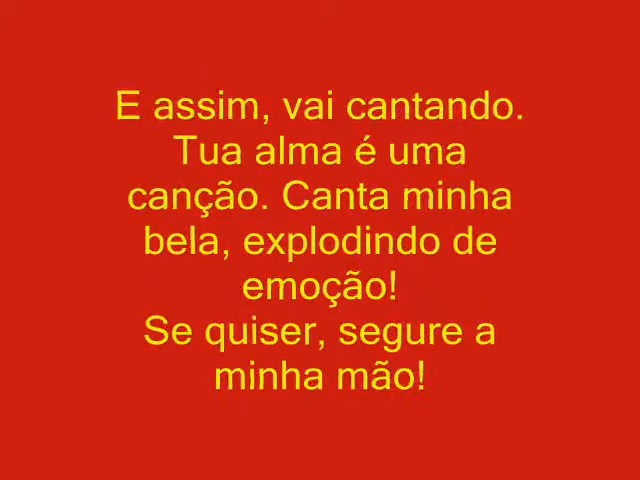 E assim, vai cantando.
Tua alma é uma
canção. Canta minha
bela, explodindo de
emoção!
Se quiser, segure a
minha mão!